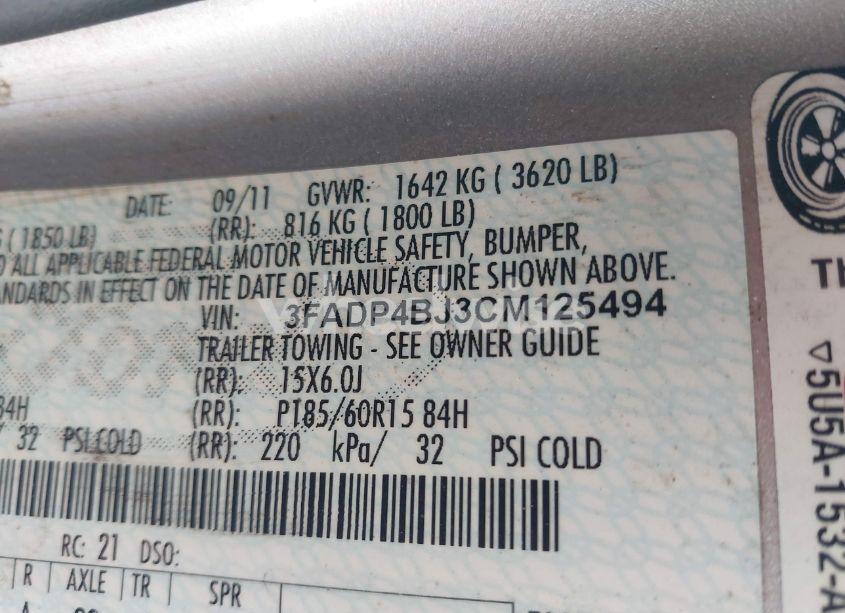 DATE: 09/11 GVWR: 1642 KG ( 3620 LB)
( 1850 LB) (RR): 816 KG ( 1800 LB)
ALL APPLICABLE FEDERAL MOTOR VEHICLE SAFETY, BUMPER,
IN EFFECT ON THE DATE OF MANUFACTURE SHOWN ABOVE.
VIN: 3FADP4BJ3CM125494
TRAILER TOWING - SEE OWNER GUIDE
(RR): 15X6.0J
84H (RR): P185/60R15 84H
/ 32 PSI COLD (RR): 220 kPa/ 32 PSI COLD
RC: 21 DSO:
R AXLE TR SPR
5U5A-1532-A